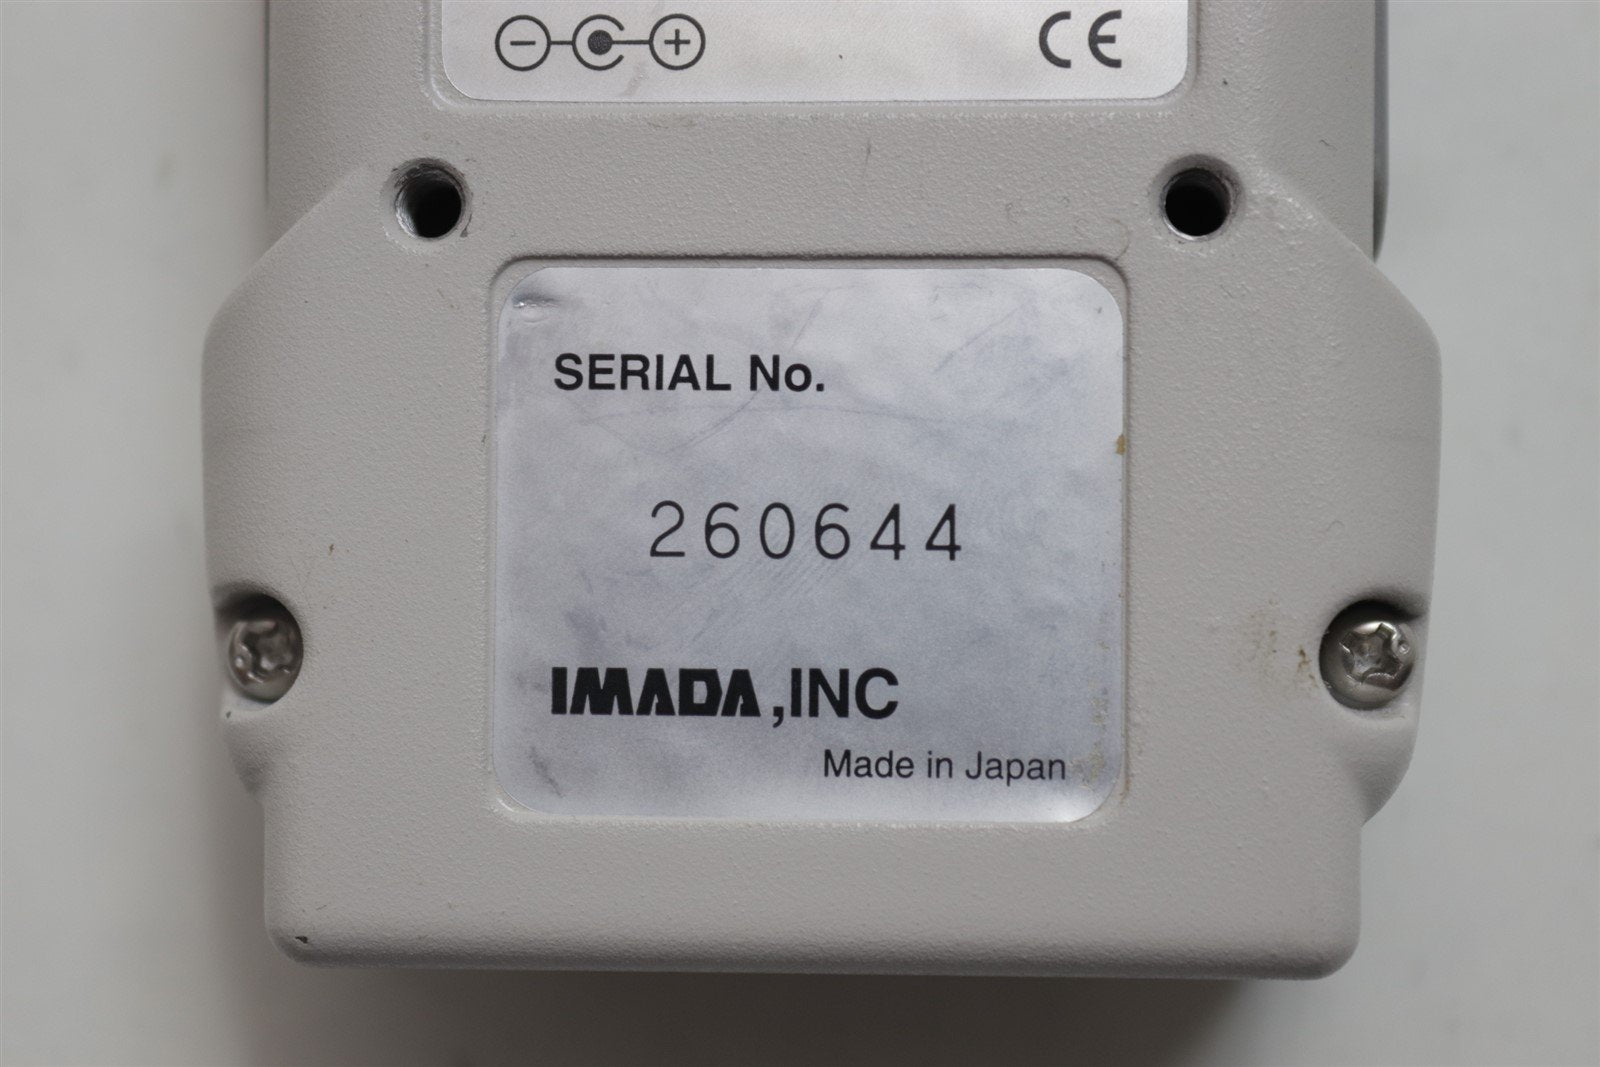 CE
SERIAL No.
260644
IMADA,INC
Made in Japan